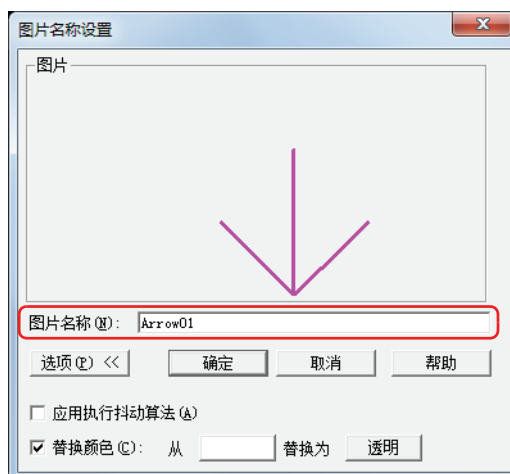 图片名称设置
图片
图片名称(N): Arrow01
选项(P) << 确定 取消 帮助
应用执行抖动算法(A)
替换颜色(C): 从 替换为 透明